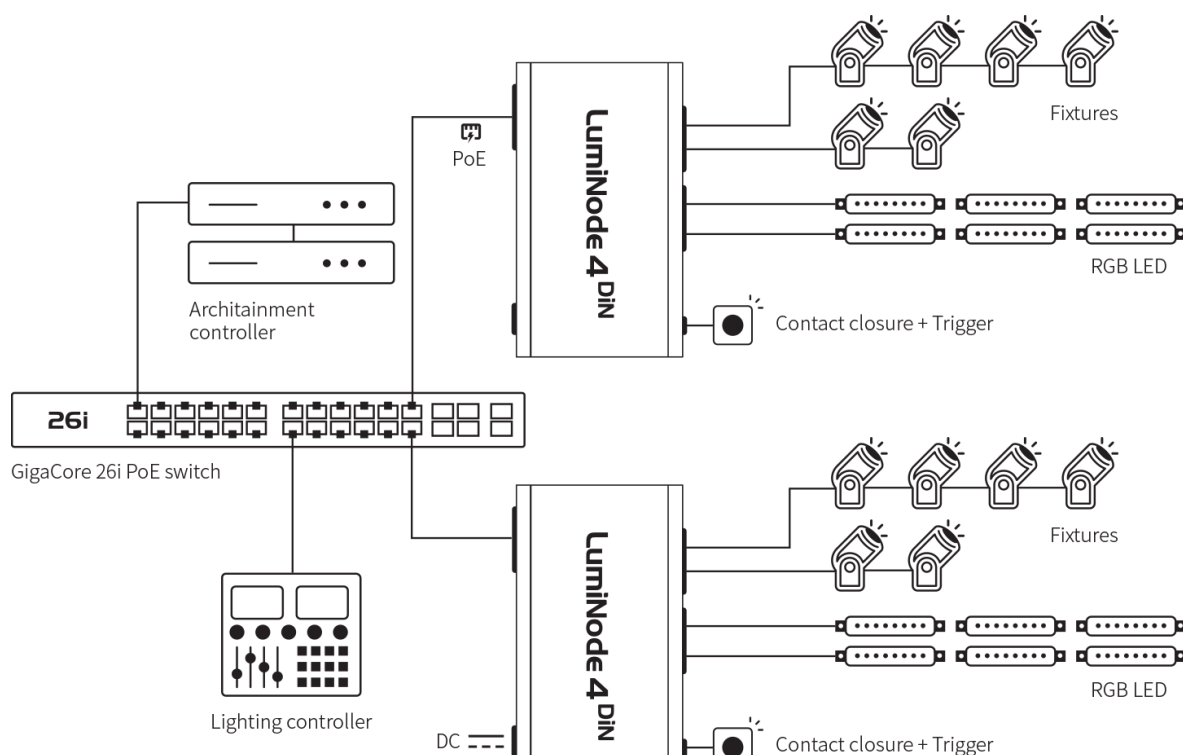 LumiNode 4 DiN
Fixtures
PoE
RGB LED
Architainment
controller
Contact closure + Trigger
26i
GigaCore 26i PoE switch
LumiNode 4 DiN
Fixtures
RGB LED
Lighting controller
DC
Contact closure + Trigger